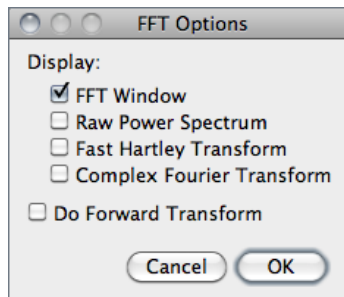 FFT Options
Display:
FFT Window
Raw Power Spectrum
Fast Hartley Transform
Complex Fourier Transform
Do Forward Transform
Cancel OK